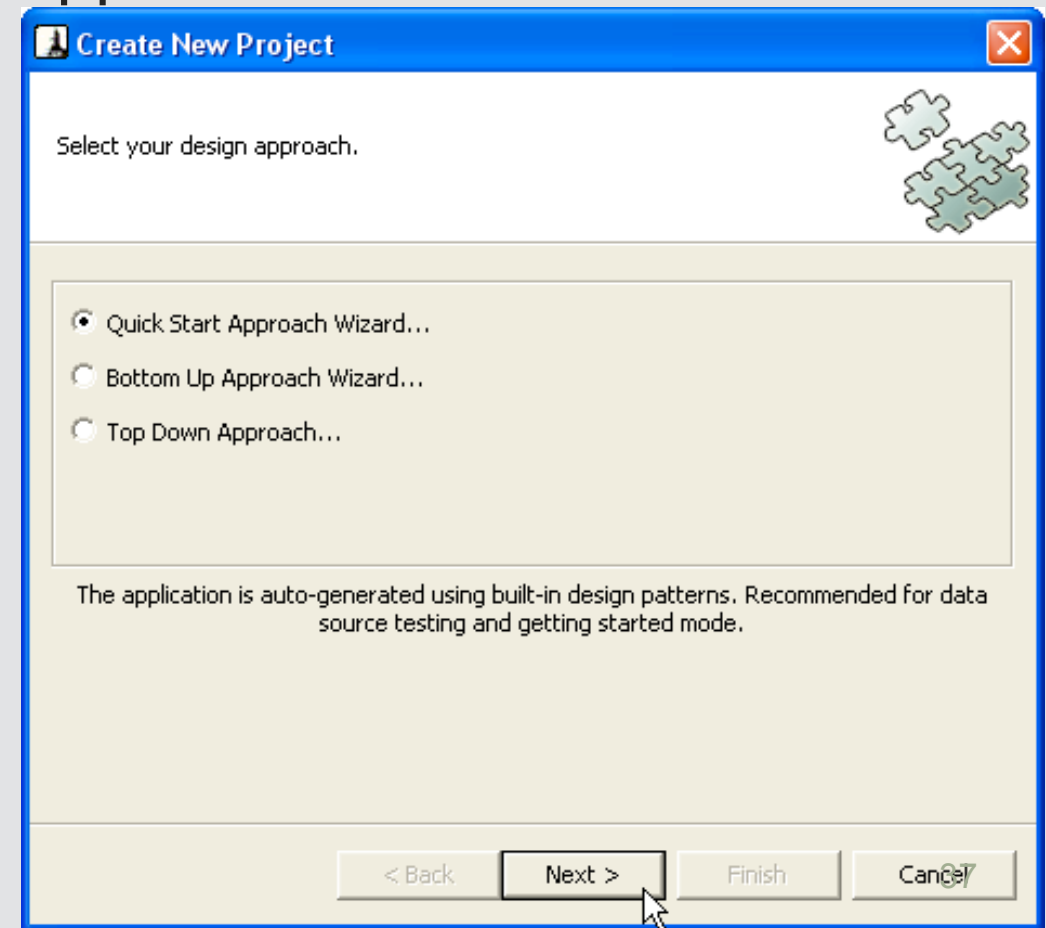 Create New Project
Select your design approach.
Quick Start Approach Wizard...
Bottom Up Approach Wizard...
Top Down Approach...
The application is auto-generated using built-in design patterns. Recommended for data
source testing and getting started mode.
< Back Next > Finish Cancel
37